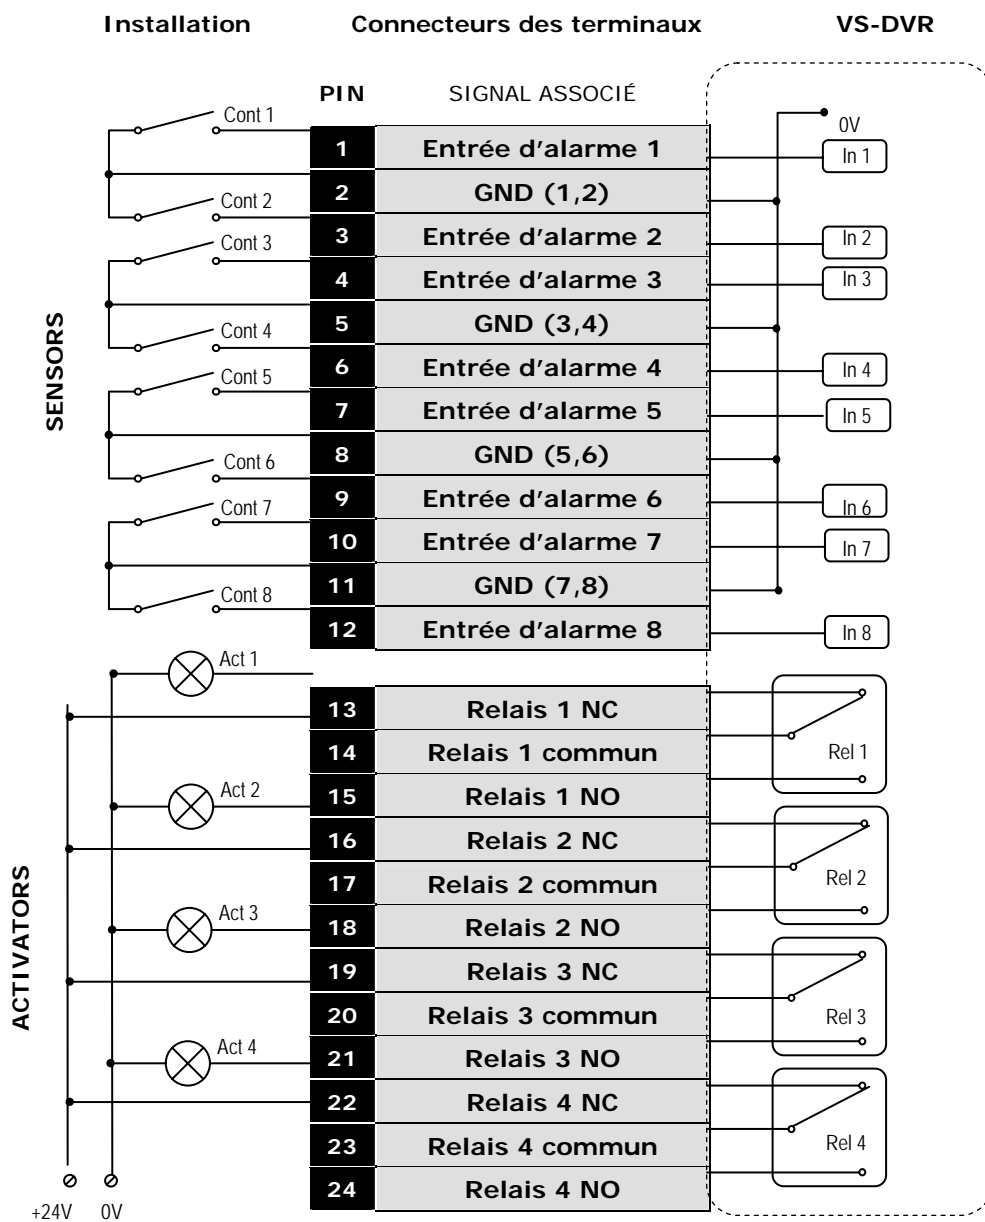 Installation Connecteurs des terminaux VS-DVR
PIN SIGNAL ASSOCIÉ
Cont 1
0V
1 Entrée d'alarme 1 In 1
2 GND (1,2)
Cont 2
3 Entrée d'alarme 2 In 2
Cont 3
4 Entrée d'alarme 3 In 3
5 GND (3,4)
Cont 4
6 Entrée d'alarme 4 In 4
Cont 5
7 Entrée d'alarme 5 In 5
8 GND (5,6)
Cont 6
9 Entrée d'alarme 6 In 6
Cont 7
10 Entrée d'alarme 7 In 7
11 GND (7,8)
Cont 8
12 Entrée d'alarme 8 In 8
SENSORS
Act 1
13 Relais 1 NC
14 Relais 1 commun Rel 1
Act 2
15 Relais 1 NO
16 Relais 2 NC
17 Relais 2 commun Rel 2
Act 3
18 Relais 2 NO
19 Relais 3 NC
20 Relais 3 commun Rel 3
Act 4
21 Relais 3 NO
22 Relais 4 NC
23 Relais 4 commun Rel 4
24 Relais 4 NO
ACTIVATORS
+24V 0V